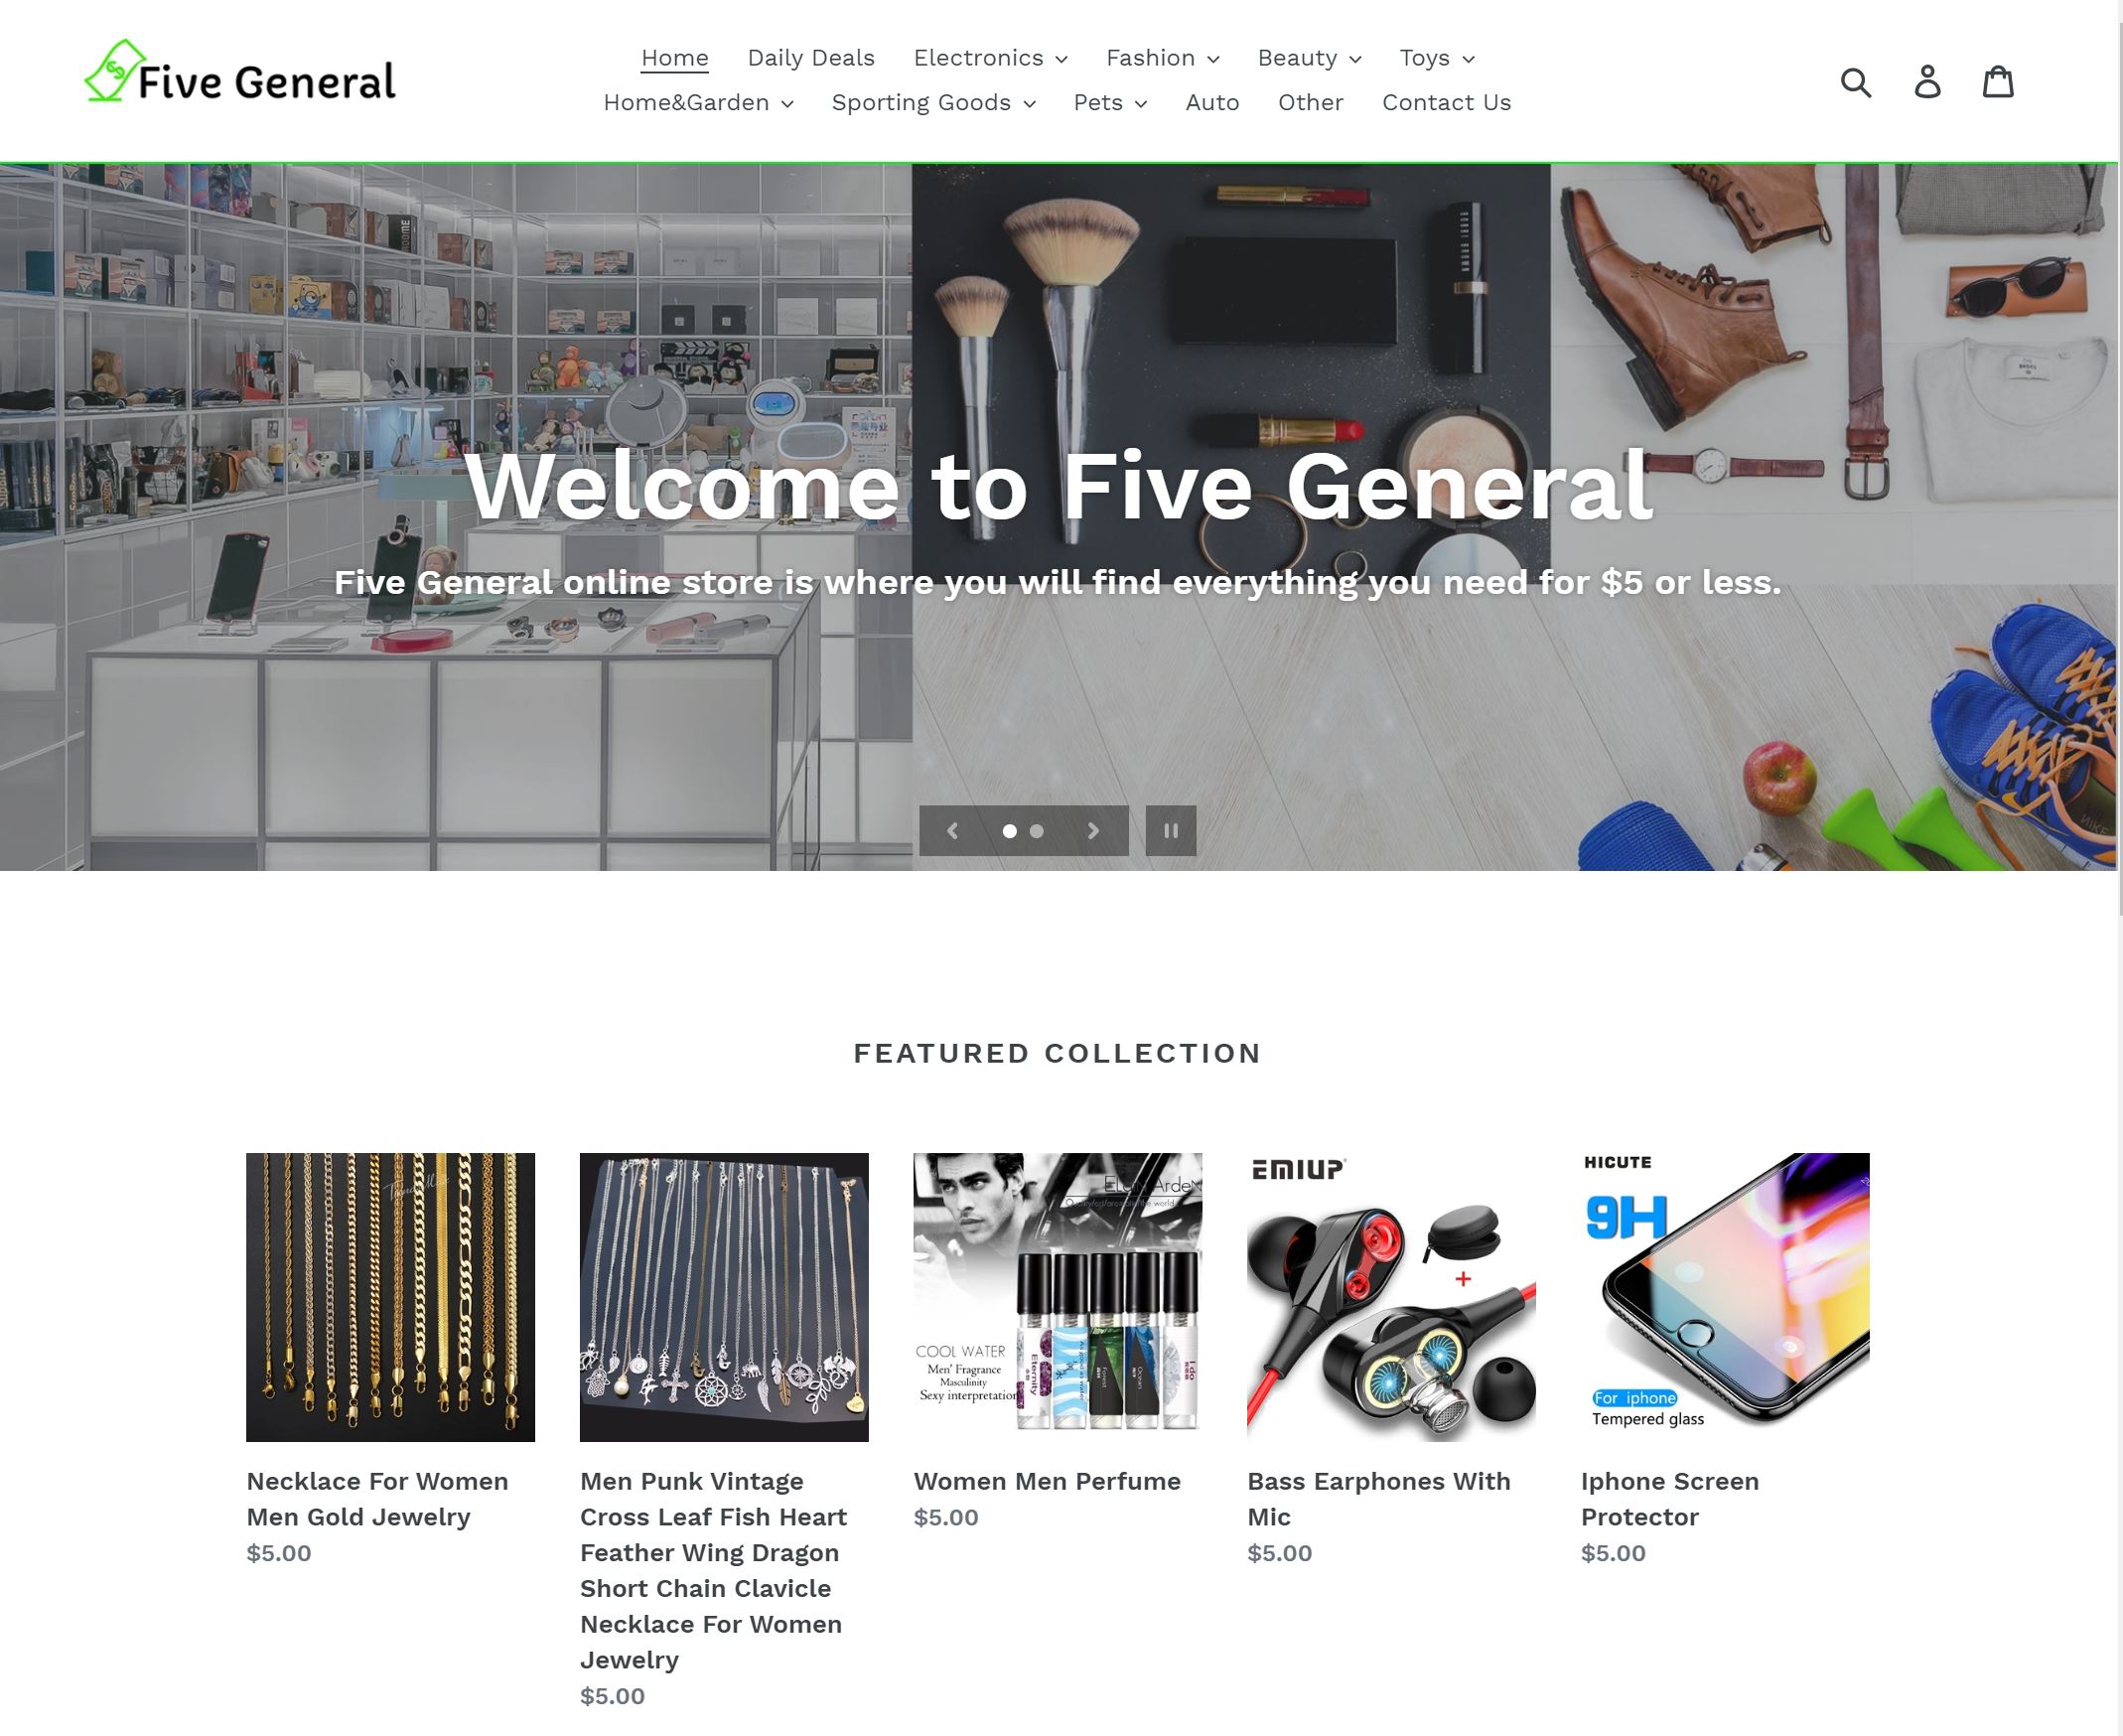 Five General
Home Daily Deals Electronics Fashion Beauty Toys
Home&Garden Sporting Goods Pets Auto Other Contact Us
Welcome to Five General
Five General online store is where you will find everything you need for $5 or less.
FEATURED COLLECTION
EMIUP
HICUTE
9H
COOL WATER
Men' Fragrance
Masculinity
Sexy interpretation
Eternity
For iphone
Tempered glass
Necklace For Women
Men Gold Jewelry
$5.00
Men Punk Vintage
Cross Leaf Fish Heart
Feather Wing Dragon
Short Chain Clavicle
Necklace For Women
Jewelry
$5.00
Women Men Perfume
$5.00
Bass Earphones With
Mic
$5.00
Iphone Screen
Protector
$5.00